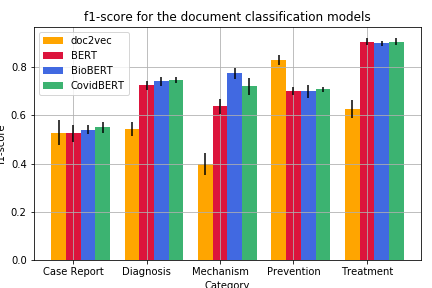 f1-score for the document classification models
doc2vec
BERT
BioBERT
CovidBERT
0.8
0.6
0.4
0.2
0.0
f1-score
Case Report Diagnosis Mechanism Prevention Treatment
Category